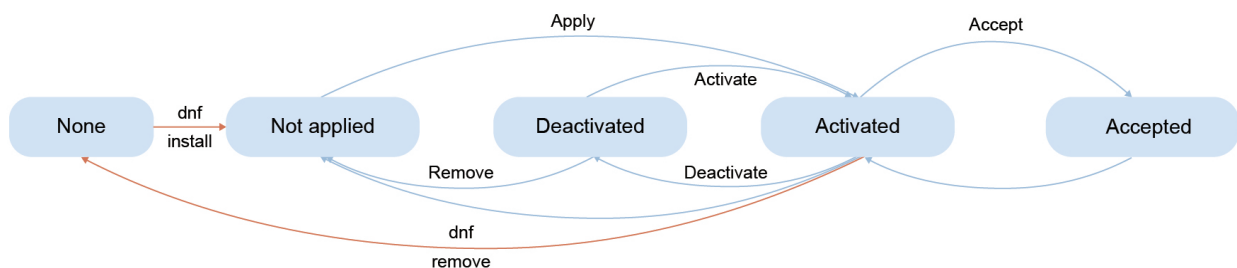 Apply
Accept
Activate
dnf
install
None
Not applied
Deactivated
Activated
Accepted
Remove
Deactivate
dnf
remove